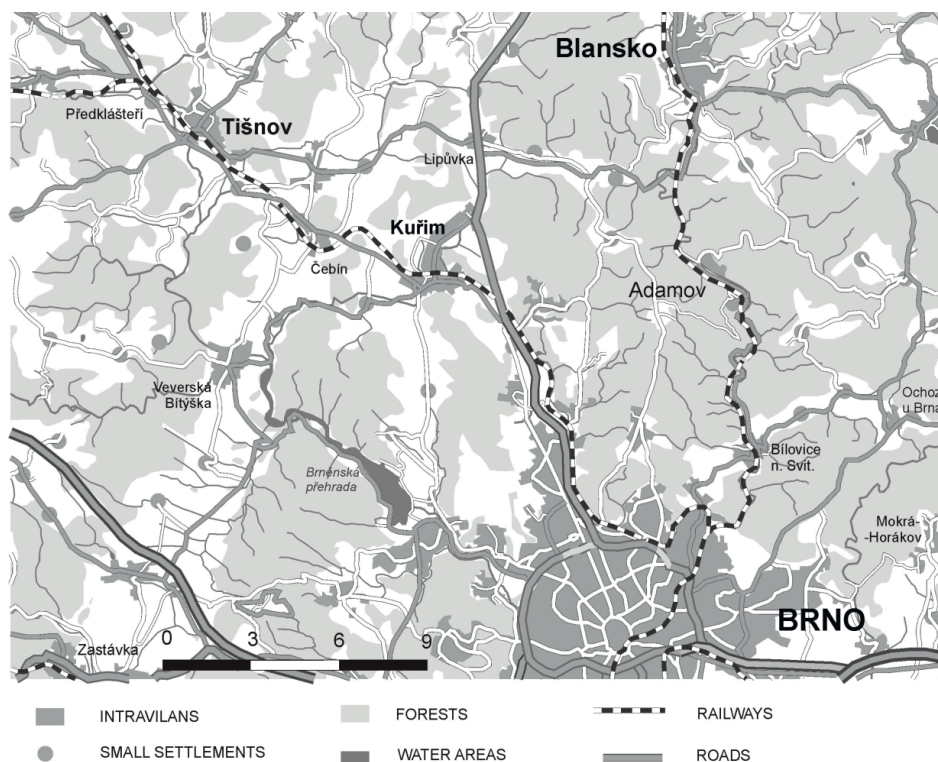 Blansko
Předklášteří
Tišnov
Lipůvka
Kuřim
Čebín
Adamov
Veverská
Bítýška
Ochoz
u Brna
Brněnská
přehrada
Bílovice
n. Svit.
Mokrá-
-Horákov
BRNO
Zastávka
0 3 6 9
INTRAVILANS FORESTS RAILWAYS
SMALL SETTLEMENTS WATER AREAS ROADS